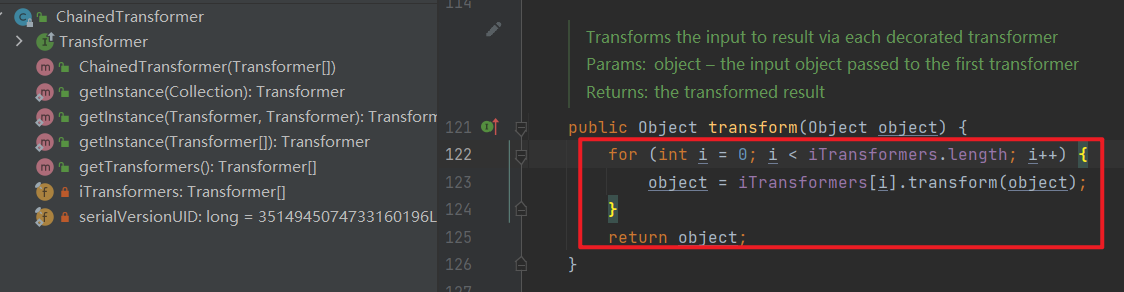 ChainedTransformer
Transformer
ChainedTransformer(Transformer[])
getInstance(Collection): Transformer
getInstance(Transformer, Transformer): Transform
getInstance(Transformer[]): Transformer
getTransformers(): Transformer[]
iTransformers: Transformer[]
serialVersionUID: long = 3514945074733160196L
114
Transforms the input to result via each decorated transformer
Params: object – the input object passed to the first transformer
Returns: the transformed result
121 public Object transform(Object object) {
122 for (int i = 0; i < iTransformers.length; i++) {
123 object = iTransformers[i].transform(object);
124 }
125 return object;
126 }
127